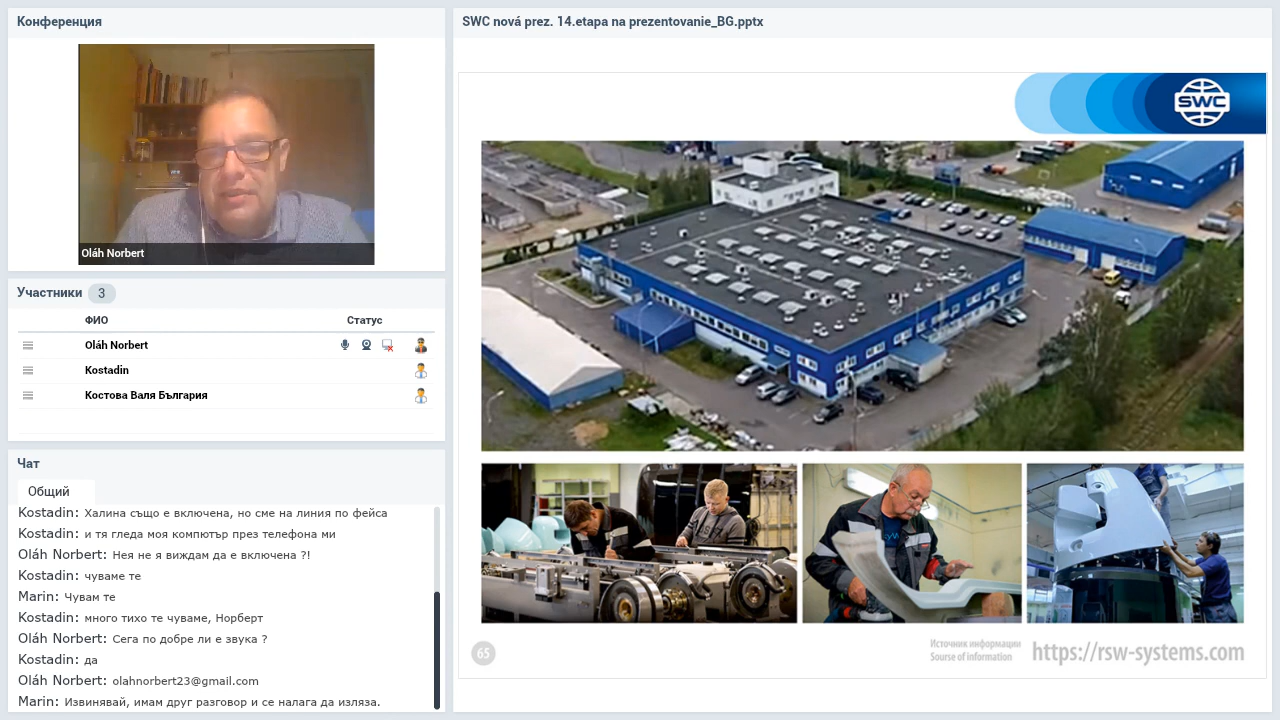 Конференция
Oláh Norbert
Участники 3
ФИО Статус
Oláh Norbert
Kostadin
Костова Валя България
Чат
Общий
Kostadin: Халина също е включена, но сме на линия по фейса
Kostadin: и тя гледа моя компютър през телефона ми
Oláh Norbert: Нея не я виждам да е включена ?!
Kostadin: чуваме те
Marin: Чувам те
Kostadin: много тихо те чуваме, Норберт
Oláh Norbert: Сега по добре ли е звука ?
Kostadin: да
Oláh Norbert: olahnorbert23@gmail.com
Marin: Извинявай, имам друг разговор и се налага да изляза.
SWC nová prez. 14.etapa na prezentovanie_BG.pptx
SWC
65
Источник информации
Sourse of information
https://rsw-systems.com